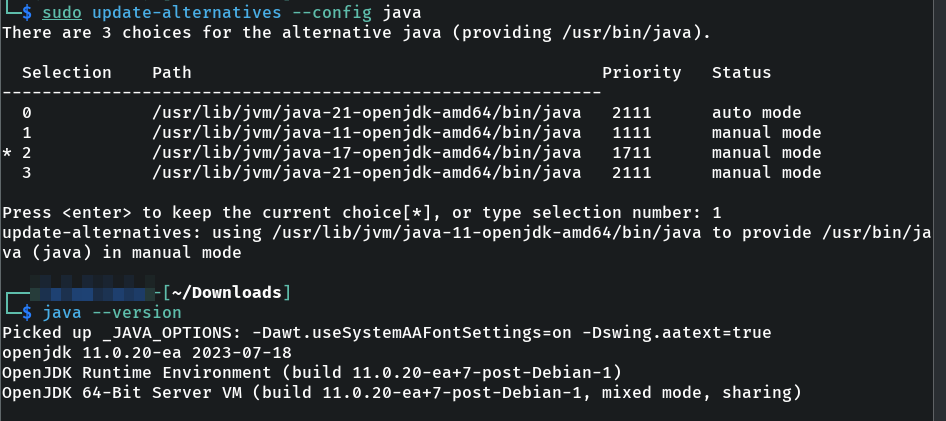 └─$ sudo update-alternatives --config java
There are 3 choices for the alternative java (providing /usr/bin/java).
Selection    Path                                         Priority   Status
------------------------------------------------------------
  0            /usr/lib/jvm/java-21-openjdk-amd64/bin/java   2111      auto mode
  1            /usr/lib/jvm/java-11-openjdk-amd64/bin/java   1111      manual mode
* 2            /usr/lib/jvm/java-17-openjdk-amd64/bin/java   1711      manual mode
  3            /usr/lib/jvm/java-21-openjdk-amd64/bin/java   2111      manual mode
Press <enter> to keep the current choice[*], or type selection number: 1
update-alternatives: using /usr/lib/jvm/java-11-openjdk-amd64/bin/java to provide /usr/bin/ja
va (java) in manual mode
-[~/Downloads]
└─$ java --version
Picked up _JAVA_OPTIONS: -Dawt.useSystemAAFontSettings=on -Dswing.aatext=true
openjdk 11.0.20-ea 2023-07-18
OpenJDK Runtime Environment (build 11.0.20-ea+7-post-Debian-1)
OpenJDK 64-Bit Server VM (build 11.0.20-ea+7-post-Debian-1, mixed mode, sharing)